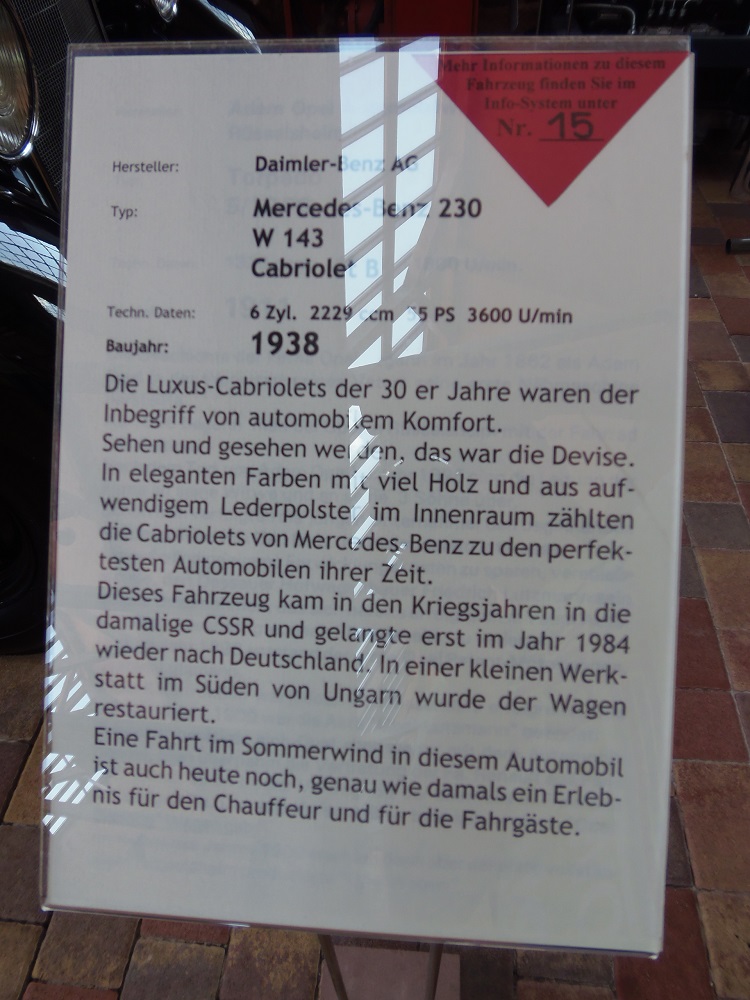 Mehr Informationen zu diesem
Fahrzeug finden Sie im
Info-System unter
Nr. 15
Hersteller: Daimler-Benz AG
Typ: Mercedes-Benz 230
W 143
Cabriolet B
Techn. Daten: 6 Zyl. 2229 ccm PS 3600 U/min
Baujahr: 1938
Die Luxus-Cabriolets der 30 er Jahre waren der
Inbegriff von automobilem Komfort.
Sehen und gesehen werden, das war die Devise.
In eleganten Farben mit viel Holz und aus auf-
wendigem Lederpolster im Innenraum zählten
die Cabriolets von Mercedes-Benz zu den perfek-
testen Automobilen ihrer Zeit.
Dieses Fahrzeug kam in den Kriegsjahren in die
damalige CSSR und gelangte erst im Jahr 1984
wieder nach Deutschland. In einer kleinen Werk-
statt im Süden von Ungarn wurde der Wagen
restauriert.
Eine Fahrt im Sommerwind in diesem Automobil
ist auch heute noch, genau wie damals ein Erleb-
nis für den Chauffeur und für die Fahrgäste.